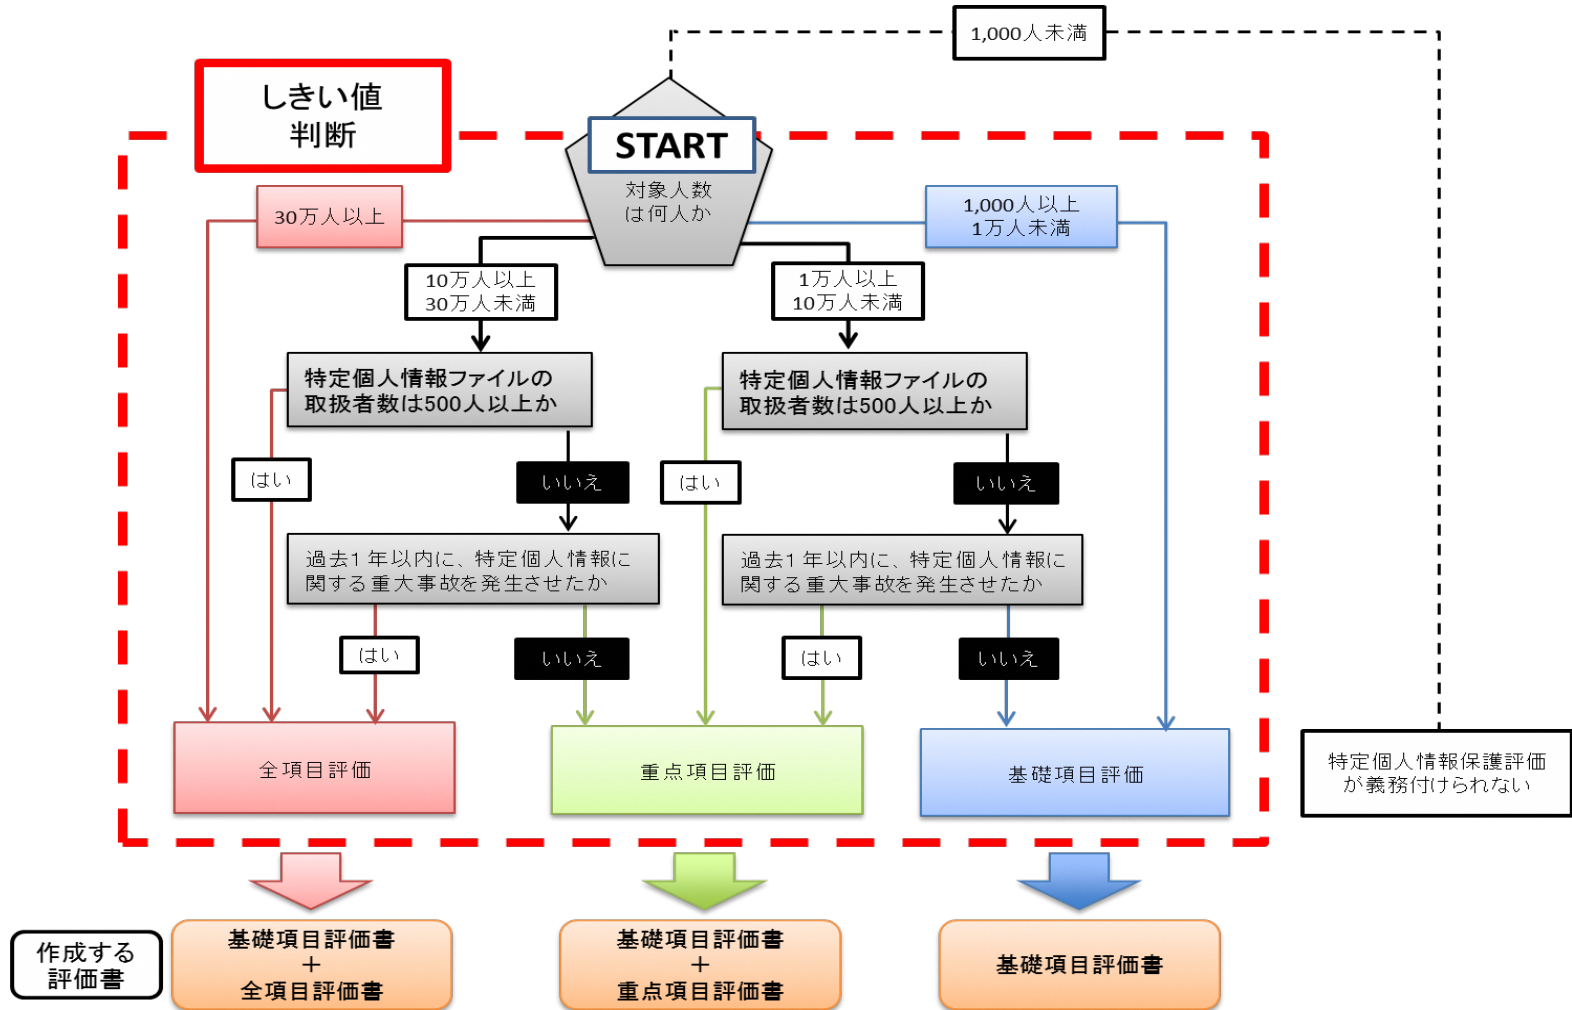 1,000人未満
しきい値
判断
START
対象人数
は何人か
30万人以上
1,000人以上
1万人未満
10万人以上
30万人未満
1万人以上
10万人未満
特定個人情報ファイルの
取扱者数は500人以上か
特定個人情報ファイルの
取扱者数は500人以上か
はい
いいえ
はい
いいえ
過去1年以内に、特定個人情報に
関する重大事故を発生させたか
過去1年以内に、特定個人情報に
関する重大事故を発生させたか
はい
いいえ
はい
いいえ
全項目評価
重点項目評価
基礎項目評価
特定個人情報保護評価
が義務付けられない
作成する
評価書
基礎項目評価書
+
全項目評価書
基礎項目評価書
+
重点項目評価書
基礎項目評価書